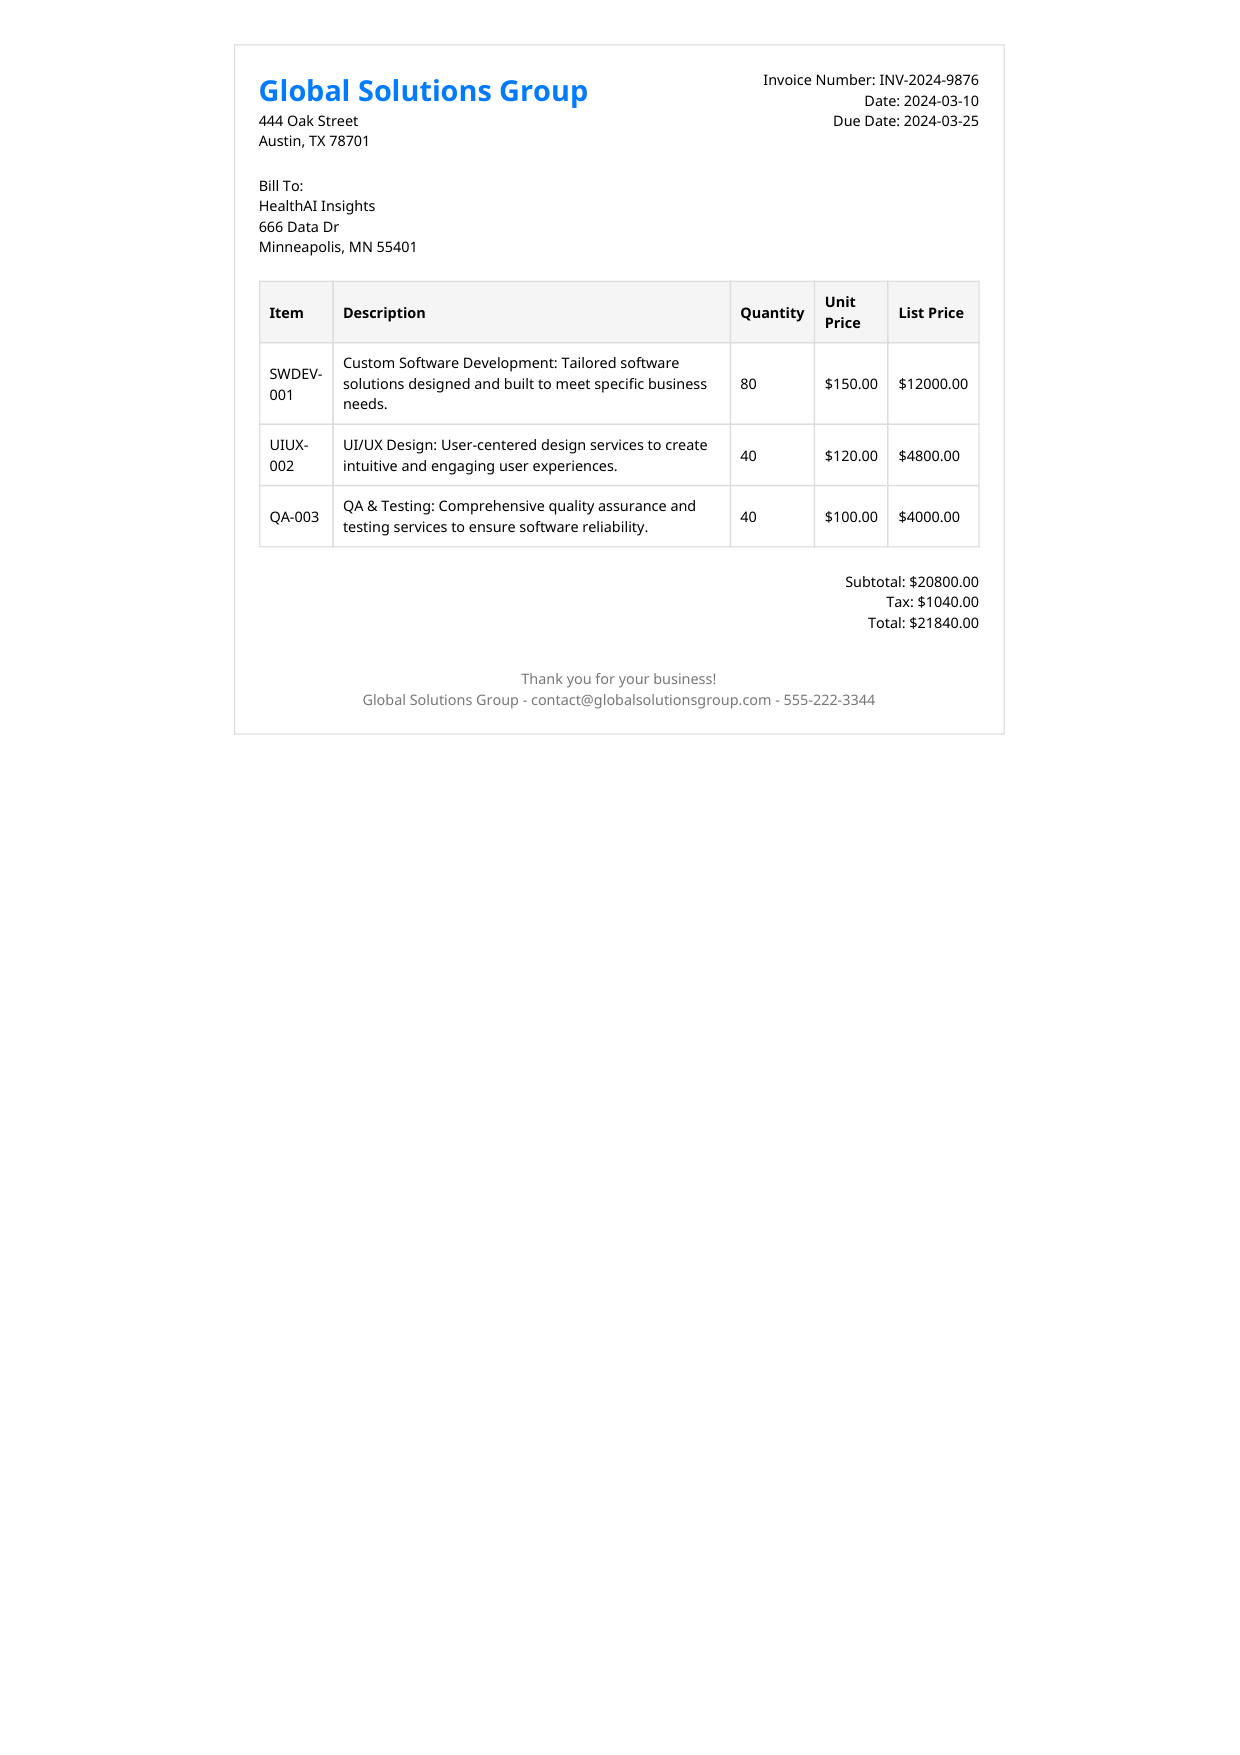 Global Solutions Group
444 Oak Street
Austin, TX 78701
Invoice Number: INV-2024-9876
Date: 2024-03-10
Due Date: 2024-03-25
Bill To:
HealthAI Insights
666 Data Dr
Minneapolis, MN 55401
Item Description Quantity Unit Price List Price
SWDEV-001 Custom Software Development: Tailored software
solutions designed and built to meet specific business
needs. 80 $150.00 $12000.00
UIUX-002 UI/UX Design: User-centered design services to create
intuitive and engaging user experiences. 40 $120.00 $4800.00
QA-003 QA & Testing: Comprehensive quality assurance and
testing services to ensure software reliability. 40 $100.00 $4000.00
Subtotal: $20800.00
Tax: $1040.00
Total: $21840.00
Thank you for your business!
Global Solutions Group - contact@globalsolutionsgroup.com - 555-222-3344